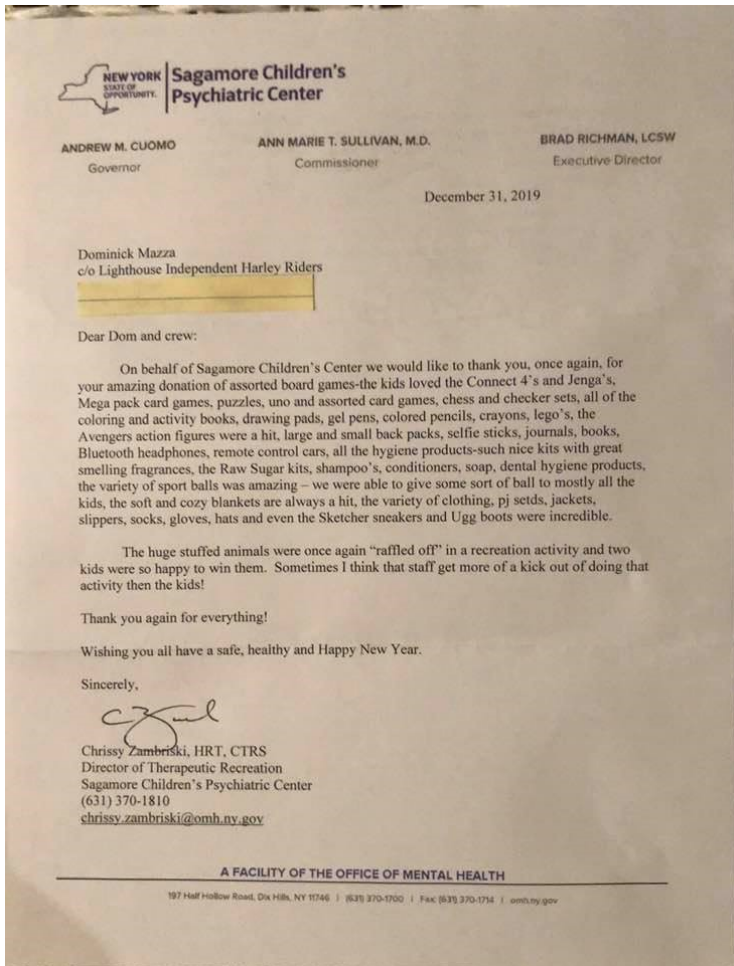 NEW YORK
STATE OF
OPPORTUNITY.
Sagamore Children's
Psychiatric Center
ANDREW M. CUOMO
Governor
ANN MARIE T. SULLIVAN, M.D.
Commissioner
BRAD RICHMAN, LCSW
Executive Director
December 31, 2019
Dominick Mazza
c/o Lighthouse Independent Harley Riders
Dear Dom and crew:
On behalf of Sagamore Children's Center we would like to thank you, once again, for
your amazing donation of assorted board games-the kids loved the Connect 4's and Jenga's,
Mega pack card games, puzzles, uno and assorted card games, chess and checker sets, all of the
coloring and activity books, drawing pads, gel pens, colored pencils, crayons, lego's, the
Avengers action figures were a hit, large and small back packs, selfie sticks, journals, books,
Bluetooth headphones, remote control cars, all the hygiene products-such nice kits with great
smelling fragrances, the Raw Sugar kits, shampoo's, conditioners, soap, dental hygiene products,
the variety of sport balls was amazing – we were able to give some sort of ball to mostly all the
kids, the soft and cozy blankets are always a hit, the variety of clothing, pj setds, jackets,
slippers, socks, gloves, hats and even the Sketcher sneakers and Ugg boots were incredible.
The huge stuffed animals were once again "raffled off" in a recreation activity and two
kids were so happy to win them. Sometimes I think that staff get more of a kick out of doing that
activity then the kids!
Thank you again for everything!
Wishing you all have a safe, healthy and Happy New Year.
Sincerely,
Chrissy Zambriski, HRT, CTRS
Director of Therapeutic Recreation
Sagamore Children's Psychiatric Center
(631) 370-1810
chrissy.zambriski@omh.ny.gov
A FACILITY OF THE OFFICE OF MENTAL HEALTH
197 Half Hollow Road, Dix Hills, NY 11746 | (631) 370-1700 | Fax: (631) 370-1714 | omh.ny.gov